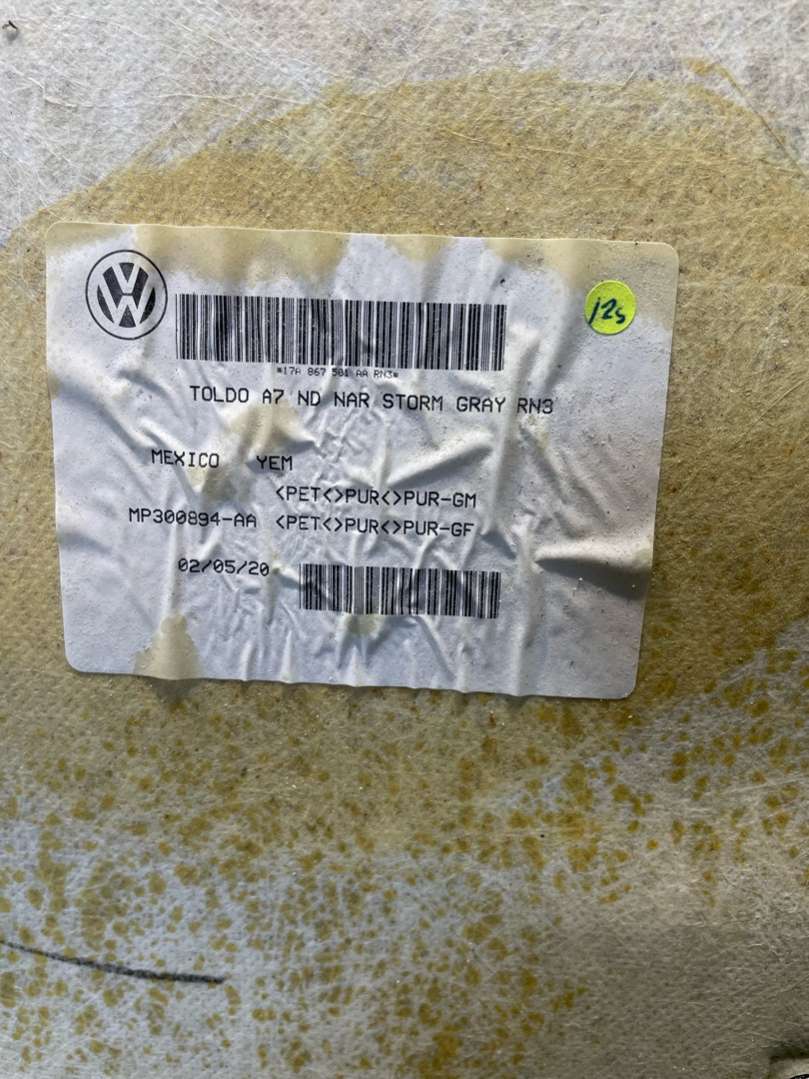 VW
12s
*17A 867 501 AA RN3*
TOLDO A7 ND NAR STORM GRAY RN3
MEXICO YEM
<PET<>PUR<>PUR-GM
MP300894-AA <PET<>PUR<>PUR-GF
02/05/20